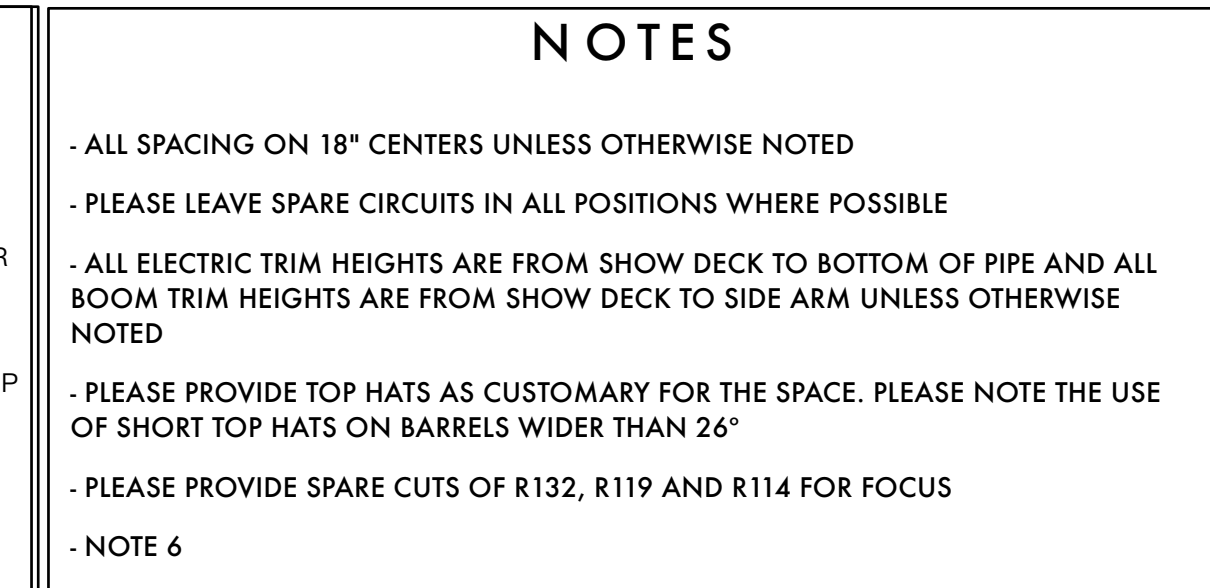 NOTES
- ALL SPACING ON 18" CENTERS UNLESS OTHERWISE NOTED
- PLEASE LEAVE SPARE CIRCUITS IN ALL POSITIONS WHERE POSSIBLE
R
- ALL ELECTRIC TRIM HEIGHTS ARE FROM SHOW DECK TO BOTTOM OF PIPE AND ALL
BOOM TRIM HEIGHTS ARE FROM SHOW DECK TO SIDE ARM UNLESS OTHERWISE
NOTED
P
- PLEASE PROVIDE TOP HATS AS CUSTOMARY FOR THE SPACE. PLEASE NOTE THE USE
OF SHORT TOP HATS ON BARRELS WIDER THAN 26°
- PLEASE PROVIDE SPARE CUTS OF R132, R119 AND R114 FOR FOCUS
- NOTE 6